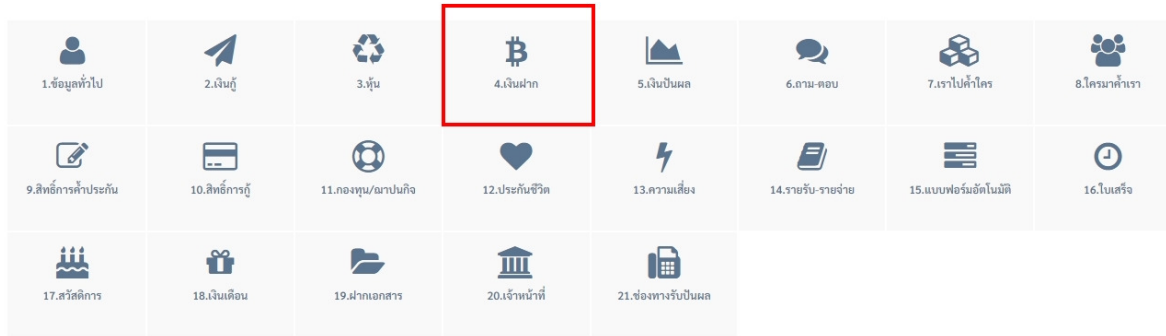 1.ข้อมูลทั่วไป
2.เงินกู้
3.หุ้น
4.เงินฝาก
5.เงินปันผล
6.ถาม-ตอบ
7.เราไปค้ำใคร
8.ใครมาค้ำเรา
9.สิทธิ์การค้ำประกัน
10.สิทธิ์การกู้
11.กองทุน/ฌาปนกิจ
12.ประกันชีวิต
13.ความเสี่ยง
14.รายรับ-รายจ่าย
15.แบบฟอร์มอัตโนมัติ
16.ใบเสร็จ
17.สวัสดิการ
18.เงินเดือน
19.ฝากเอกสาร
20.เจ้าหน้าที่
21.ช่องทางรับปันผล